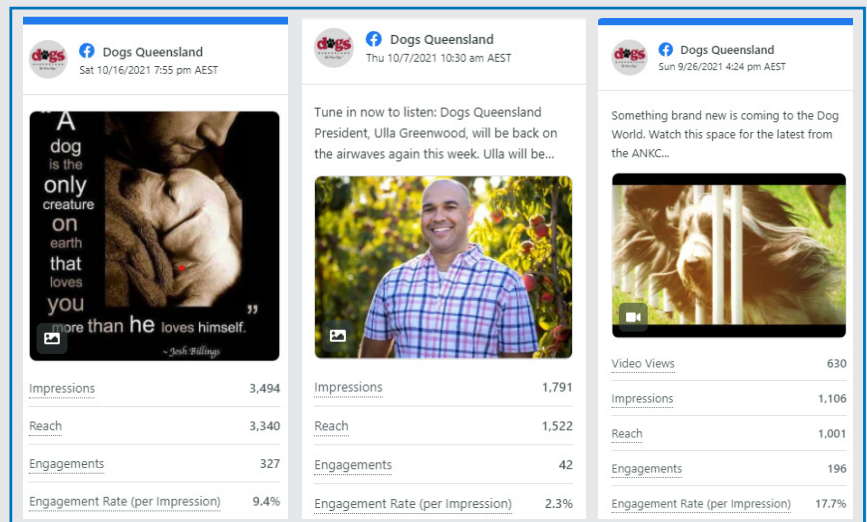 dogs
QUEENSLAND
Dogs Queensland
Sat 10/16/2021 7:55 pm AEST
A
dog
is the
only
creature
on
earth
that
loves
you
more than he loves himself.
”
~ Josh Billings
Impressions 3,494
Reach 3,340
Engagements 327
Engagement Rate (per Impression) 9.4%
dogs
QUEENSLAND
Dogs Queensland
Thu 10/7/2021 10:30 am AEST
Tune in now to listen: Dogs Queensland
President, Ulla Greenwood, will be back on
the airwaves again this week. Ulla will be...
Impressions 1,791
Reach 1,522
Engagements 42
Engagement Rate (per Impression) 2.3%
dogs
QUEENSLAND
Dogs Queensland
Sun 9/26/2021 4:24 pm AEST
Something brand new is coming to the Dog
World. Watch this space for the latest from
the ANKC...
Video Views 630
Impressions 1,106
Reach 1,001
Engagements 196
Engagement Rate (per Impression) 17.7%